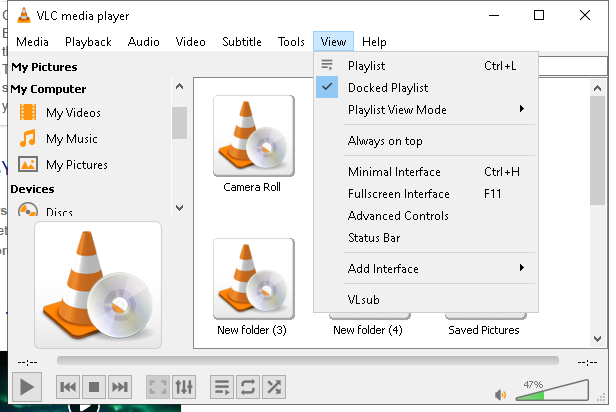 VLC media player
Media Playback Audio Video Subtitle Tools View Help
My Pictures
My Computer
My Videos
My Music
My Pictures
Devices
Discs
Camera Roll
New folder (3)
New folder (4)
Saved Pictures
Playlist Ctrl+L
Docked Playlist
Playlist View Mode
Always on top
Minimal Interface Ctrl+H
Fullscreen Interface F11
Advanced Controls
Status Bar
Add Interface
VLsub
--:-- --:--
47%